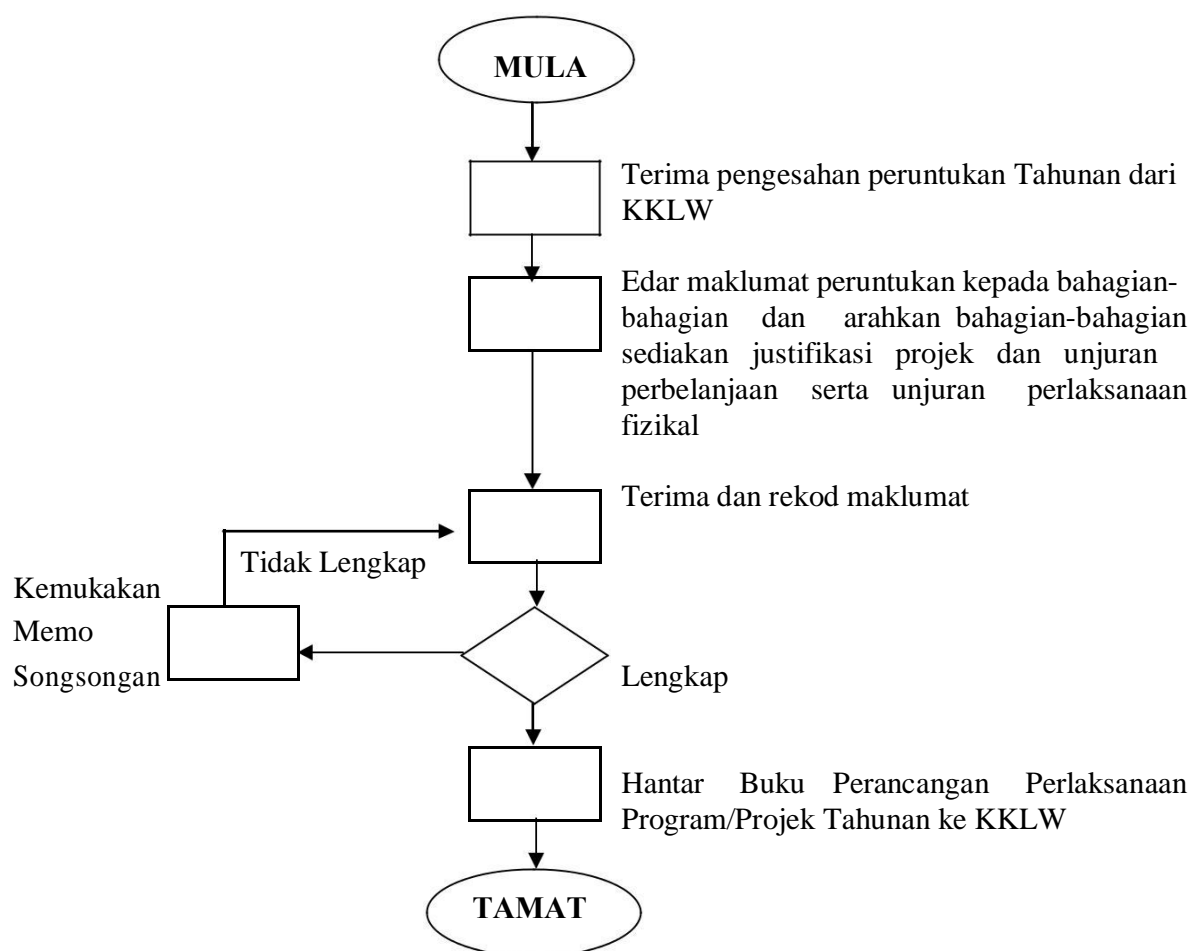 MULA
Terima pengesahan peruntukan Tahunan dari
KKLW
Edar maklumat peruntukan kepada bahagian-
bahagian dan arahkan bahagian-bahagian
sediakan justifikasi projek dan unjuran
perbelanjaan serta unjuran perlaksanaan
fizikal
Terima dan rekod maklumat
Tidak Lengkap
Kemukakan
Memo
Songsongan
Lengkap
Hantar Buku Perancangan Perlaksanaan
Program/Projek Tahunan ke KKLW
TAMAT